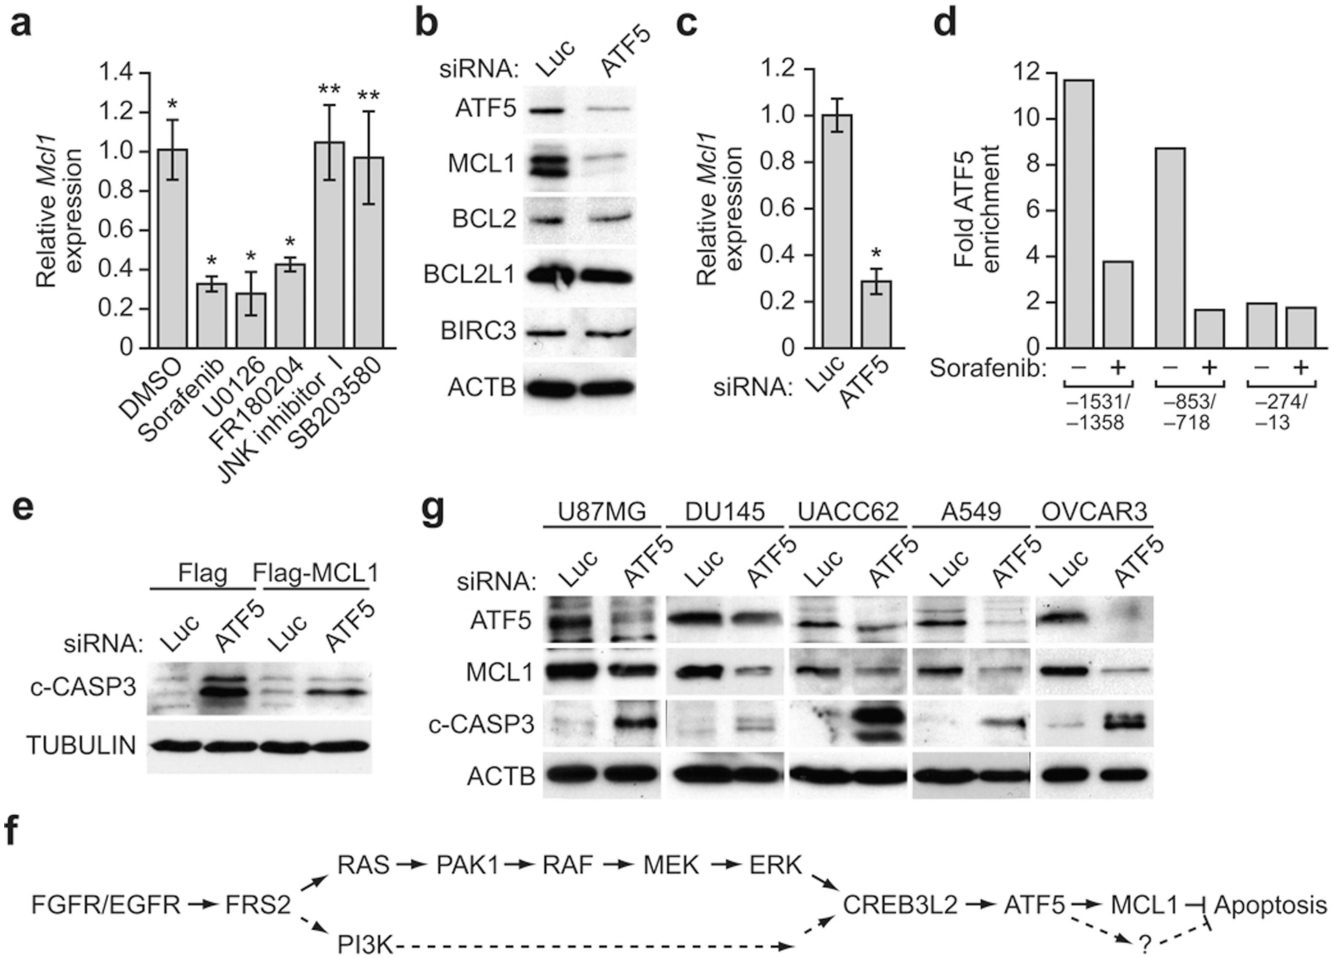 a
Relative Mcl1
expression
1.4
1.2
1.0
0.8
0.6
0.4
0.2
0
* * * * ** **
DMSO
Sorafenib
U0126
FR180204
JNK inhibitor I
SB203580
b
siRNA: Luc ATF5
ATF5
MCL1
BCL2
BCL2L1
BIRC3
ACTB
c
Relative Mcl1
expression
1.2
1.0
0.8
0.6
0.4
0.2
0
*
siRNA: Luc ATF5
d
Fold ATF5
enrichment
12
10
8
6
4
2
0
Sorafenib: – + – + – +
–1531/ –853/ –274/
–1358 –718 –13
e
Flag Flag-MCL1
siRNA: Luc ATF5 Luc ATF5
c-CASP3
TUBULIN
g
U87MG DU145 UACC62 A549 OVCAR3
siRNA: Luc ATF5 Luc ATF5 Luc ATF5 Luc ATF5 Luc ATF5
ATF5
MCL1
c-CASP3
ACTB
f
RAS PAK1 RAF MEK ERK
FGFR/EGFR FRS2 CREB3L2 ATF5 MCL1 Apoptosis
PI3K ?